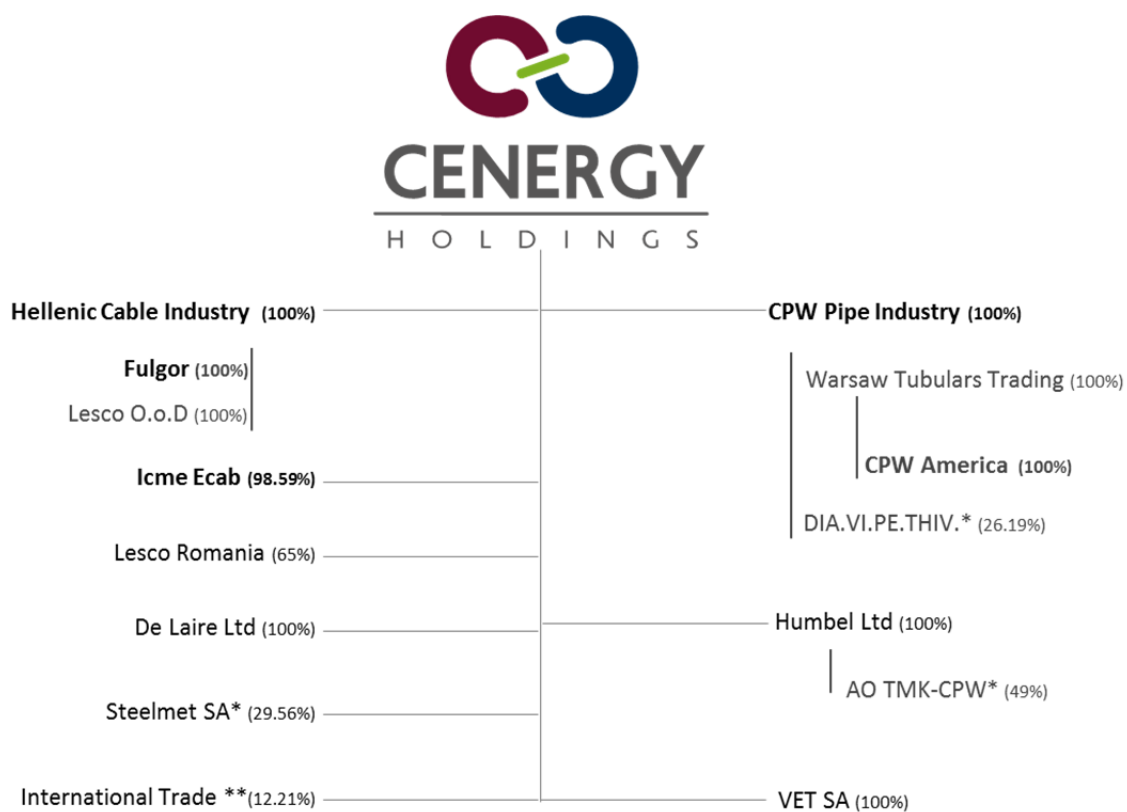 CENERGY
HOLDINGS
Hellenic Cable Industry (100%)
Fulgor (100%)
Lesco O.o.D (100%)
Icme Ecab (98.59%)
Lesco Romania (65%)
De Laire Ltd (100%)
Steelmet SA* (29.56%)
International Trade **(12.21%)
CPW Pipe Industry (100%)
Warsaw Tubulars Trading (100%)
CPW America (100%)
DIA.VI.PE.THIV.* (26.19%)
Humbel Ltd (100%)
AO TMK-CPW* (49%)
VET SA (100%)